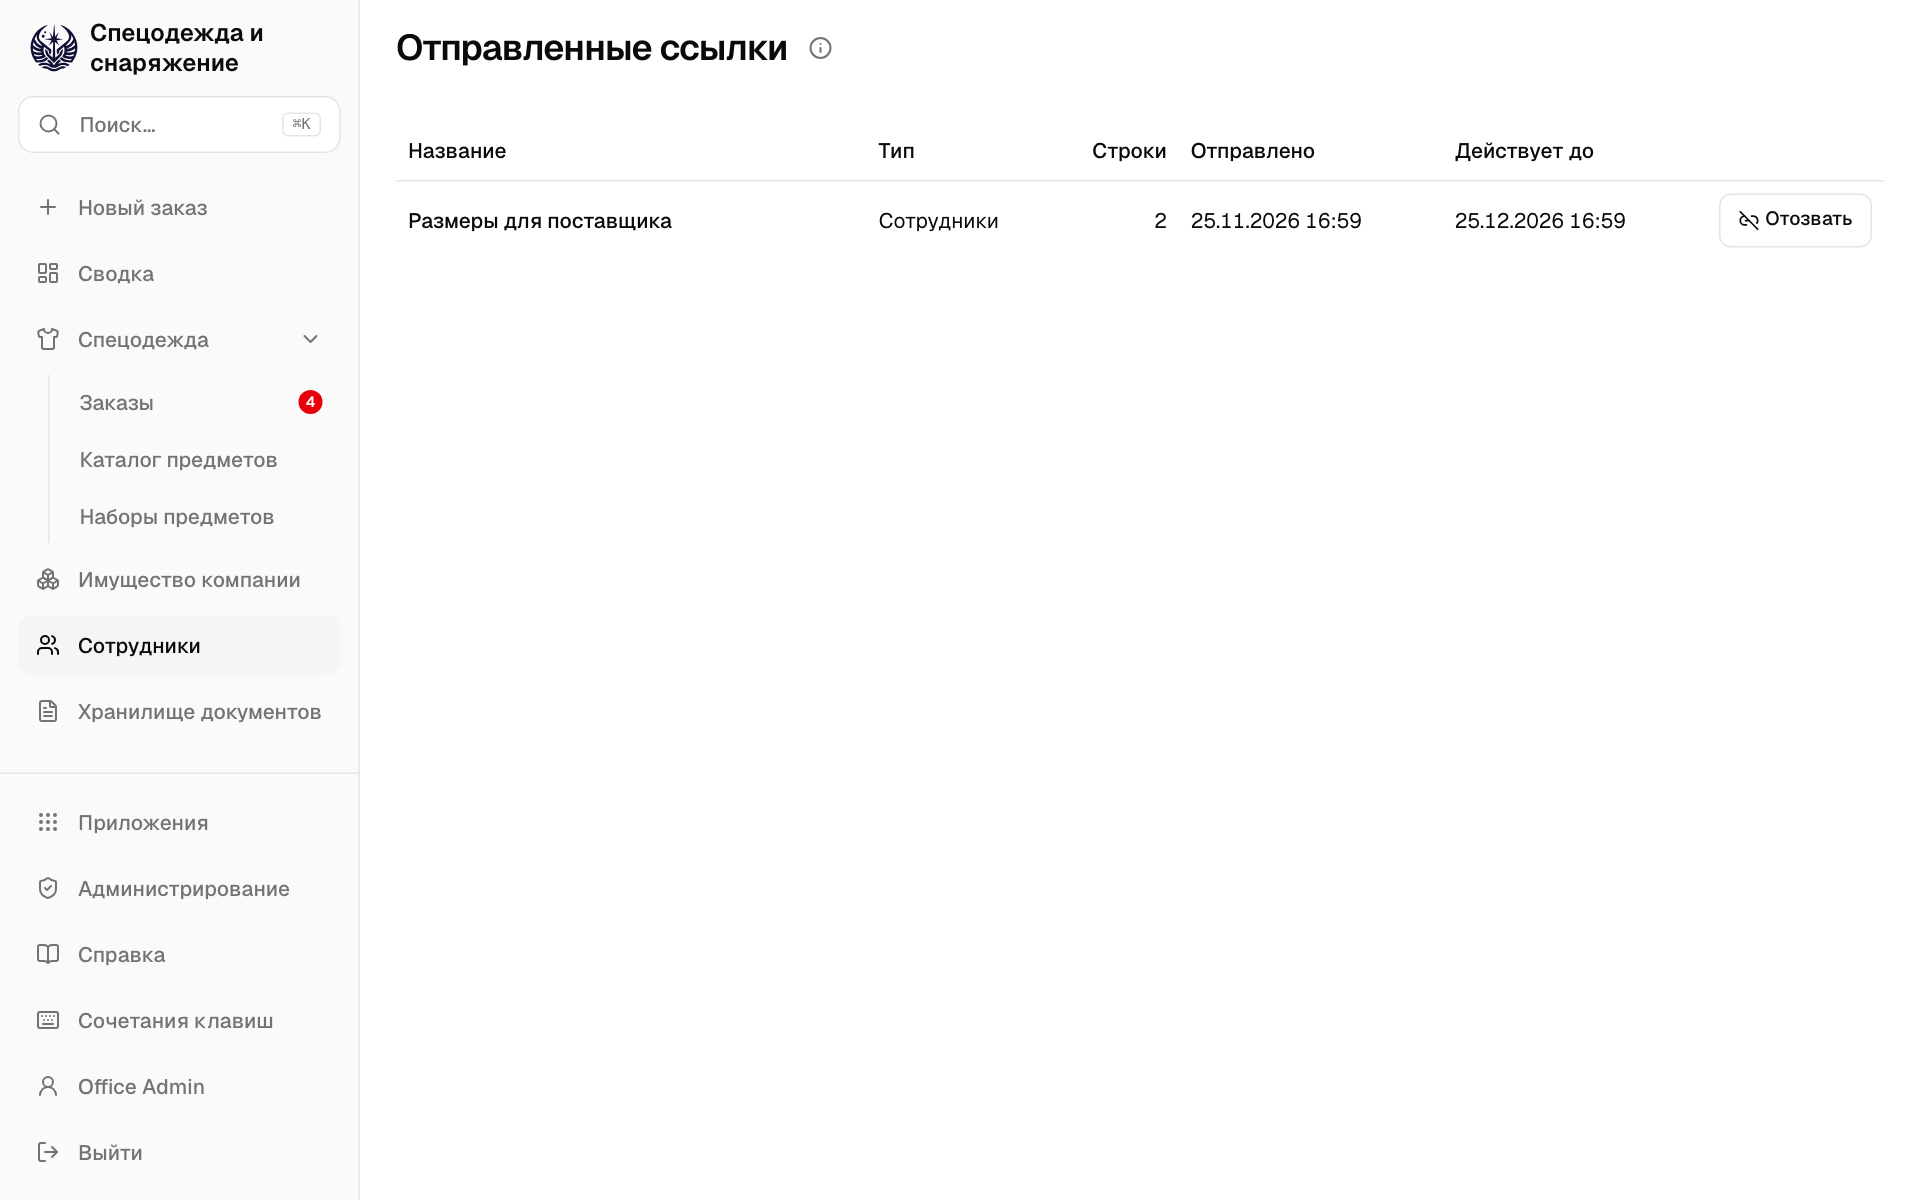 Спецодежда и
снаряжение
Поиск...
⌘K
Новый заказ
Сводка
Спецодежда
Заказы
4
Каталог предметов
Наборы предметов
Имущество компании
Сотрудники
Хранилище документов
Приложения
Администрирование
Справка
Сочетания клавиш
Office Admin
Выйти
Отправленные ссылки
Название Тип Строки Отправлено Действует до
Размеры для поставщика Сотрудники 2 25.11.2026 16:59 25.12.2026 16:59 Отозвать